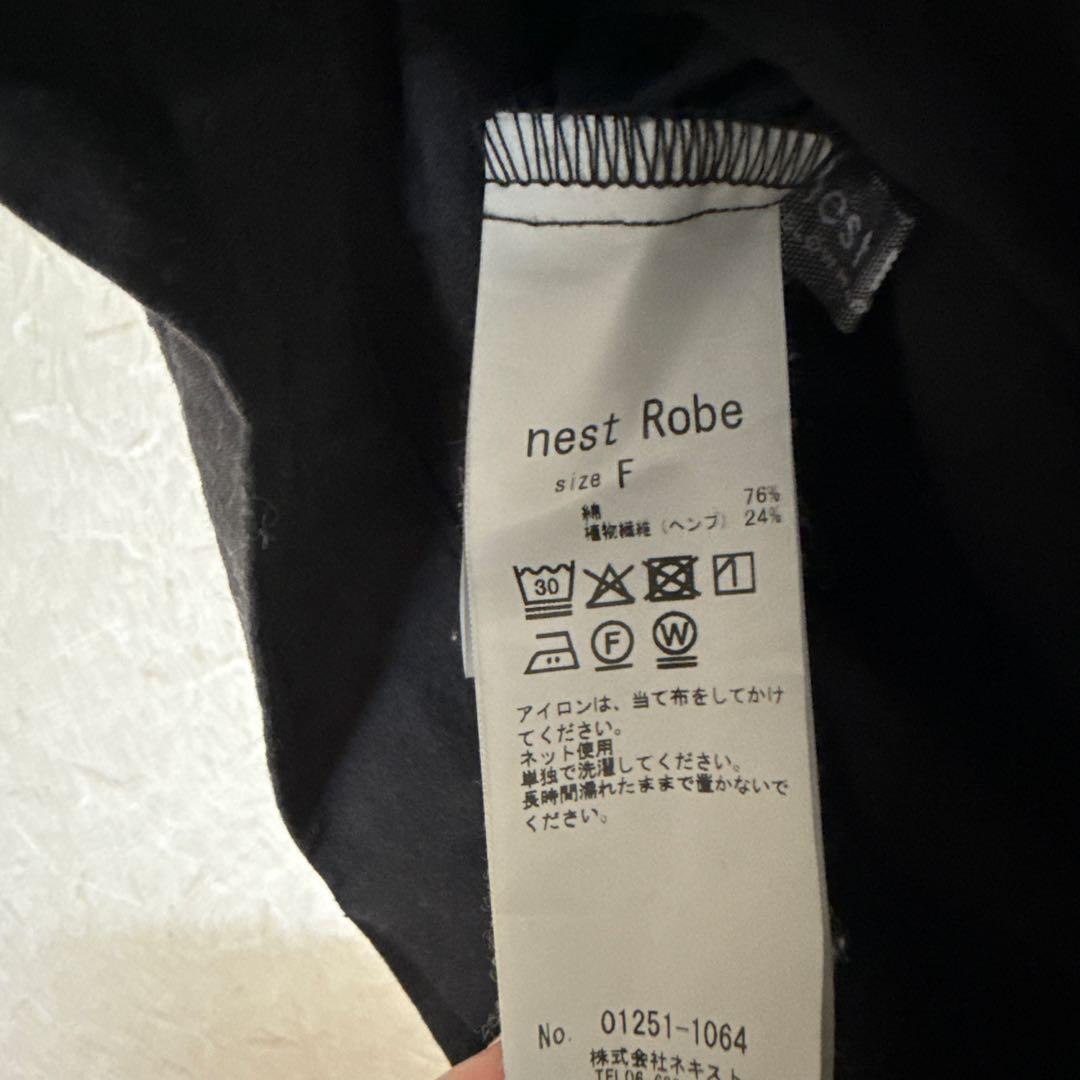 ost
nest Robe
size F
綿 76%
植物繊維(ヘンプ) 24%
30
F W
アイロンは、当て布をしてかけ
てください。
ネット使用
単独で洗濯してください。
長時間濡れたままで置かないで
ください。
No. 01251-1064
株式会社ネキスト
TEL06